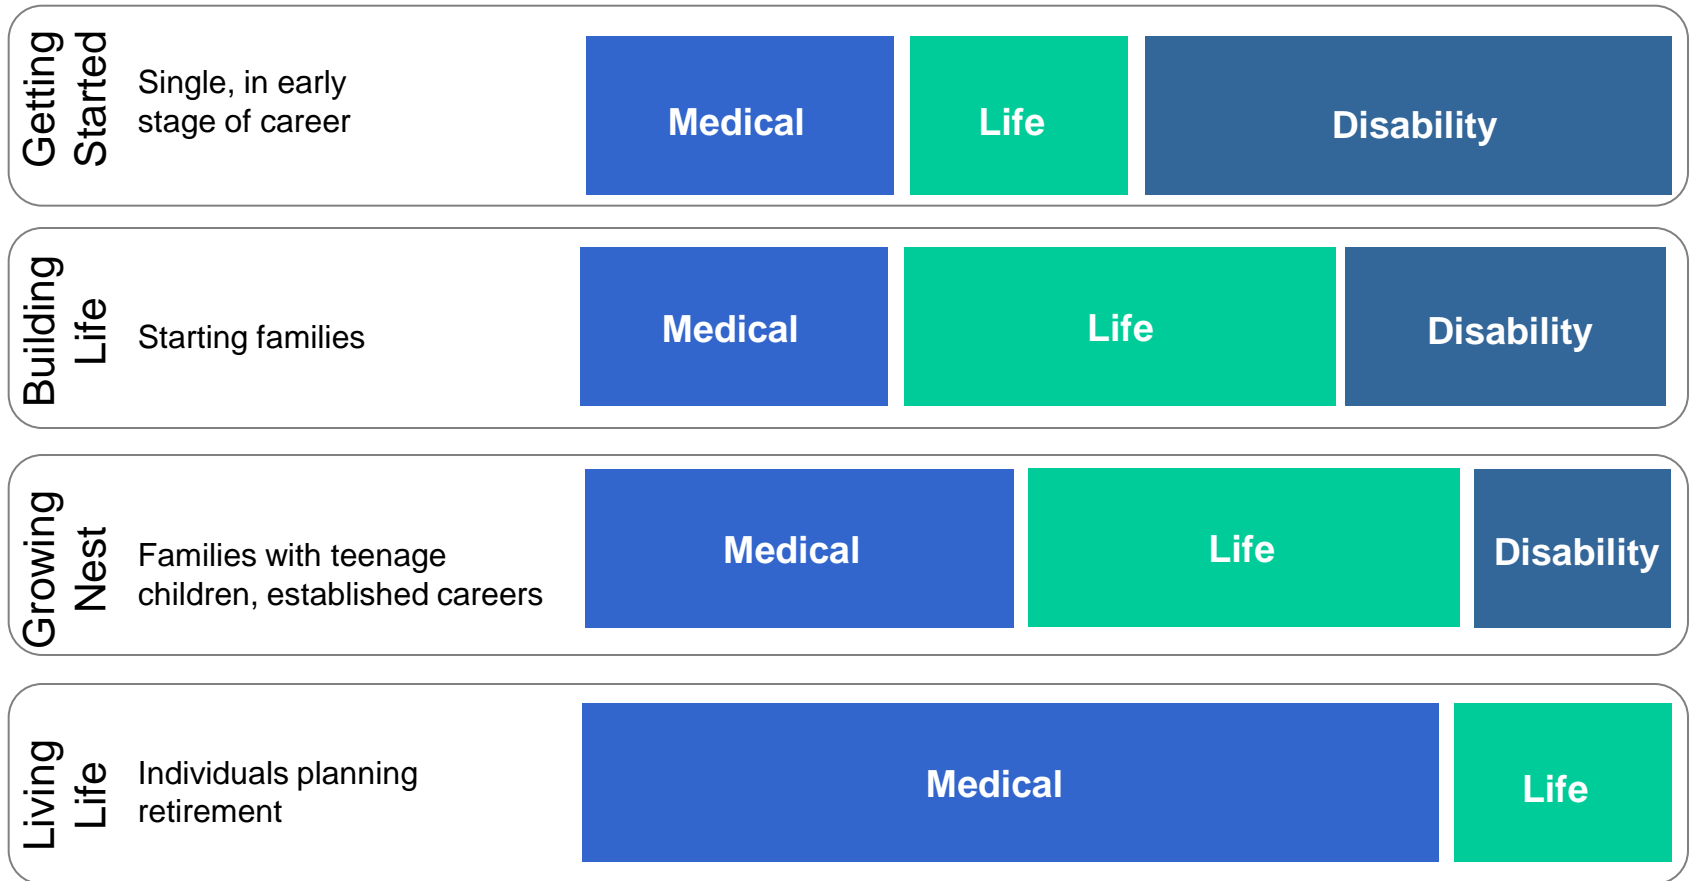 Getting
Started
Single, in early
stage of career
Medical
Life
Disability
Building
Life
Starting families
Medical
Life
Disability
Growing
Nest
Families with teenage
children, established careers
Medical
Life
Disability
Living
Life
Individuals planning
retirement
Medical
Life